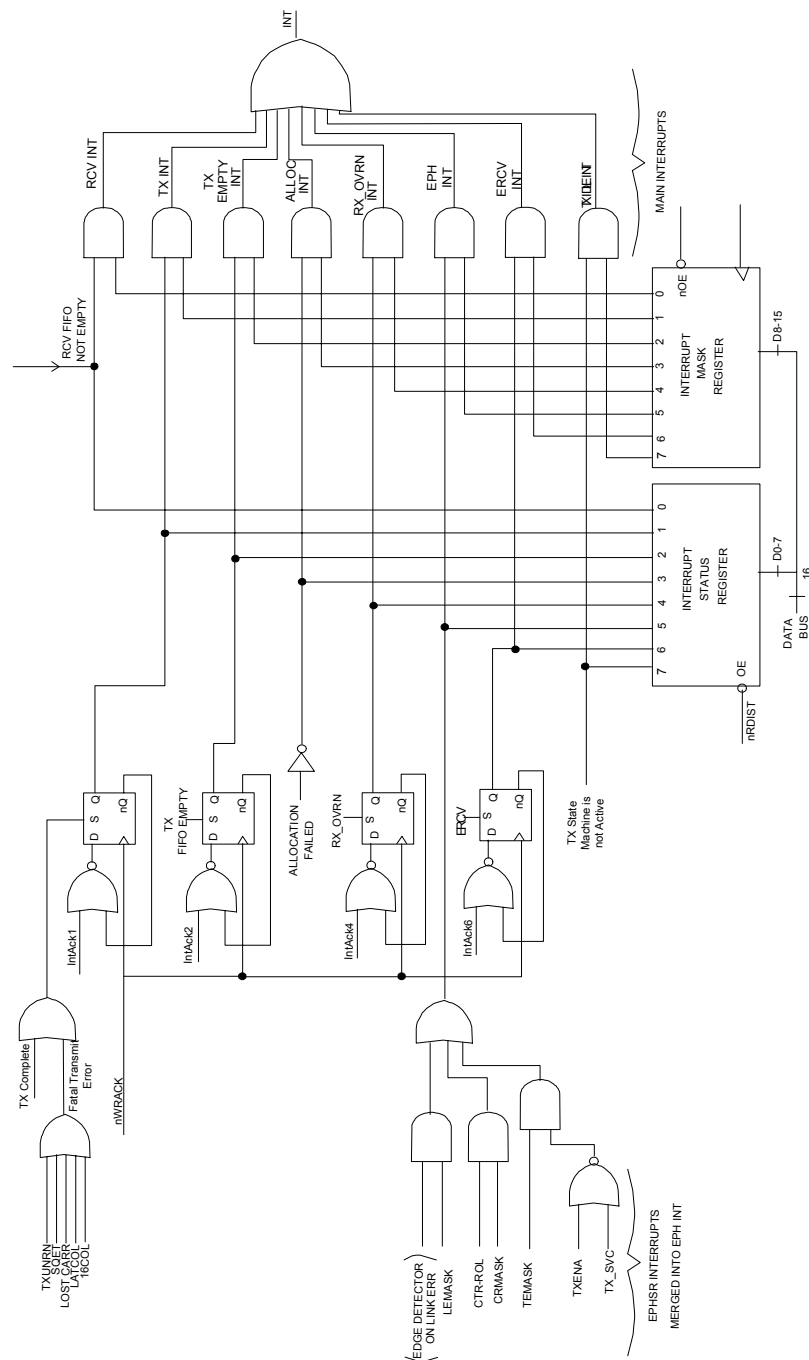 INT
RCV INT
TX INT
TX
EMPTY
INT
ALLOC
INT
RX_OVRN
INT
EPH
INT
ERCV
INT
MAIN INTERRUPTS
RCV FIFO
NOT EMPTY
0
1
2
3
4
5
6
7
nOE
INTERRUPT
MASK
REGISTER
D8-15
0
1
2
3
4
5
6
7
INTERRUPT
STATUS
REGISTER
OE
nRDIST
D0-7
16
DATA
BUS
D
S
Q
nQ
IntAck1
TX
FIFO EMPTY
D
S
Q
nQ
IntAck2
ALLOCATION
FAILED
RX_OVRN
D
S
Q
nQ
IntAck4
ERCV
D
S
Q
nQ
IntAck6
TX State
Machine is
not Active
TX Complete
Fatal Transmit
Error
nWRACK
TXUNRN
SQET
LOST CARR
LATCOL
16COL
EDGE DETECTOR
ON LINK ERR
LEMASK
CTR-ROL
CRMASK
TEMASK
TXENA
TX_SVC
EPHSR INTERRUPTS
MERGED INTO EPH INT